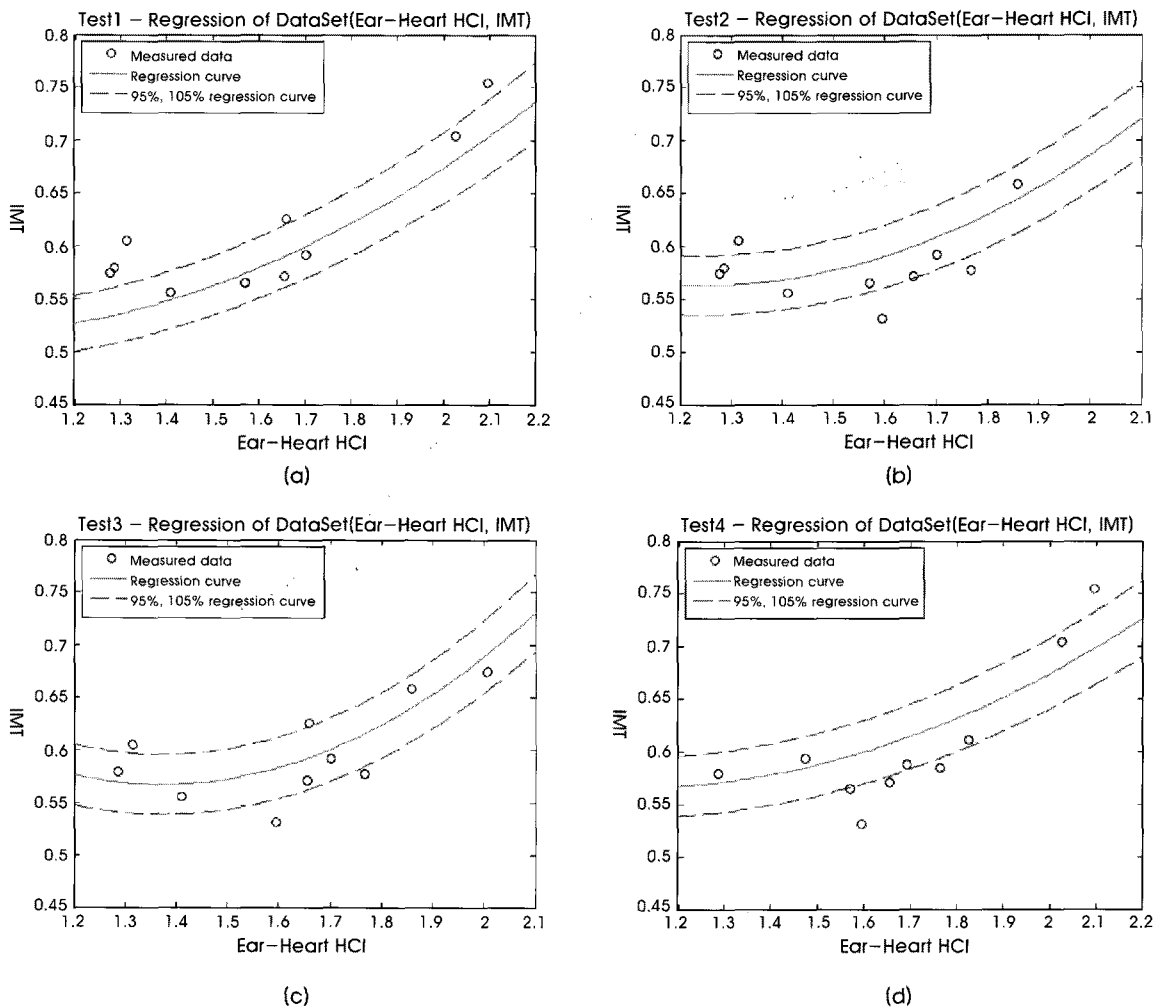 Test1 – Regression of DataSet(Ear–Heart HCI, IMT)
0.8
0.75
0.7
0.65
0.6
0.55
0.5
0.45
IMT
Measured data
Regression curve
95%, 105% regression curve
1.2 1.3 1.4 1.5 1.6 1.7 1.8 1.9 2 2.1 2.2
Ear–Heart HCI
(a)
Test2 – Regression of DataSet(Ear–Heart HCI, IMT)
0.8
0.75
0.7
0.65
0.6
0.55
0.5
0.45
IMT
Measured data
Regression curve
95%, 105% regression curve
1.2 1.3 1.4 1.5 1.6 1.7 1.8 1.9 2 2.1
Ear–Heart HCI
(b)
Test3 – Regression of DataSet(Ear–Heart HCI, IMT)
0.8
0.75
0.7
0.65
0.6
0.55
0.5
0.45
IMT
Measured data
Regression curve
95%, 105% regression curve
1.2 1.3 1.4 1.5 1.6 1.7 1.8 1.9 2 2.1
Ear–Heart HCI
(c)
Test4 – Regression of DataSet(Ear–Heart HCI, IMT)
0.8
0.75
0.7
0.65
0.6
0.55
0.5
0.45
IMT
Measured data
Regression curve
95%, 105% regression curve
1.2 1.3 1.4 1.5 1.6 1.7 1.8 1.9 2 2.1 2.2
Ear–Heart HCI
(d)